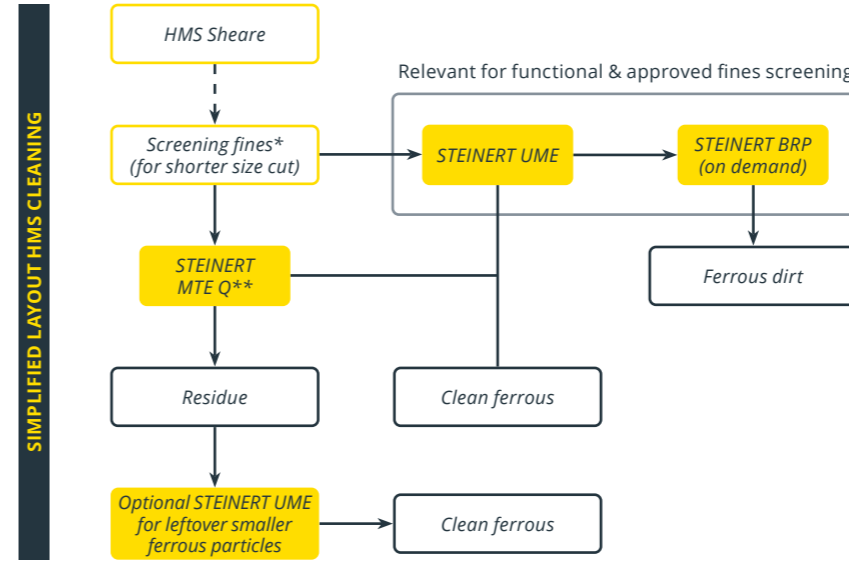 SIMPLIFIED LAYOUT HMS CLEANING
HMS Sheare
Relevant for functional & approved fines screening
Screening fines*
(for shorter size cut)
STEINERT UME
STEINERT BRP
(on demand)
STEINERT
MTE Q**
Ferrous dirt
Residue
Clean ferrous
Optional STEINERT UME
for leftover smaller
ferrous particles
Clean ferrous